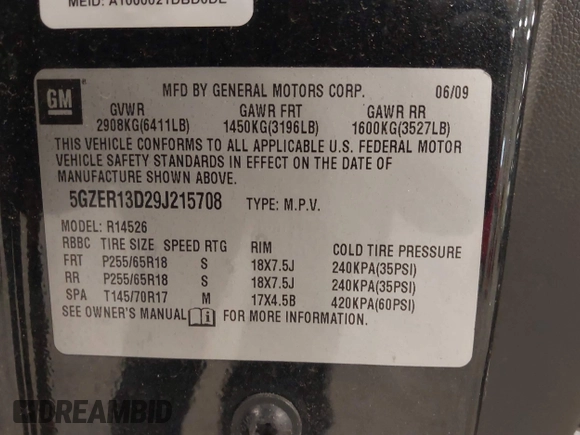 MEID: A1000021DBD0DE
GM
MFD BY GENERAL MOTORS CORP. 06/09
GVWR GAWR FRT GAWR RR
2908KG(6411LB) 1450KG(3196LB) 1600KG(3527LB)
THIS VEHICLE CONFORMS TO ALL APPLICABLE U.S. FEDERAL MOTOR
VEHICLE SAFETY STANDARDS IN EFFECT ON THE DATE OF
MANUFACTURE SHOWN ABOVE.
5GZER13D29J215708 TYPE: M.P.V.
MODEL: R14526
RBBC TIRE SIZE SPEED RTG RIM COLD TIRE PRESSURE
FRT P255/65R18 S 18X7.5J 240KPA(35PSI)
RR P255/65R18 S 18X7.5J 240KPA(35PSI)
SPA T145/70R17 M 17X4.5B 420KPA(60PSI)
SEE OWNER'S MANUAL FOR MORE INFORMATION.
DREAMBID